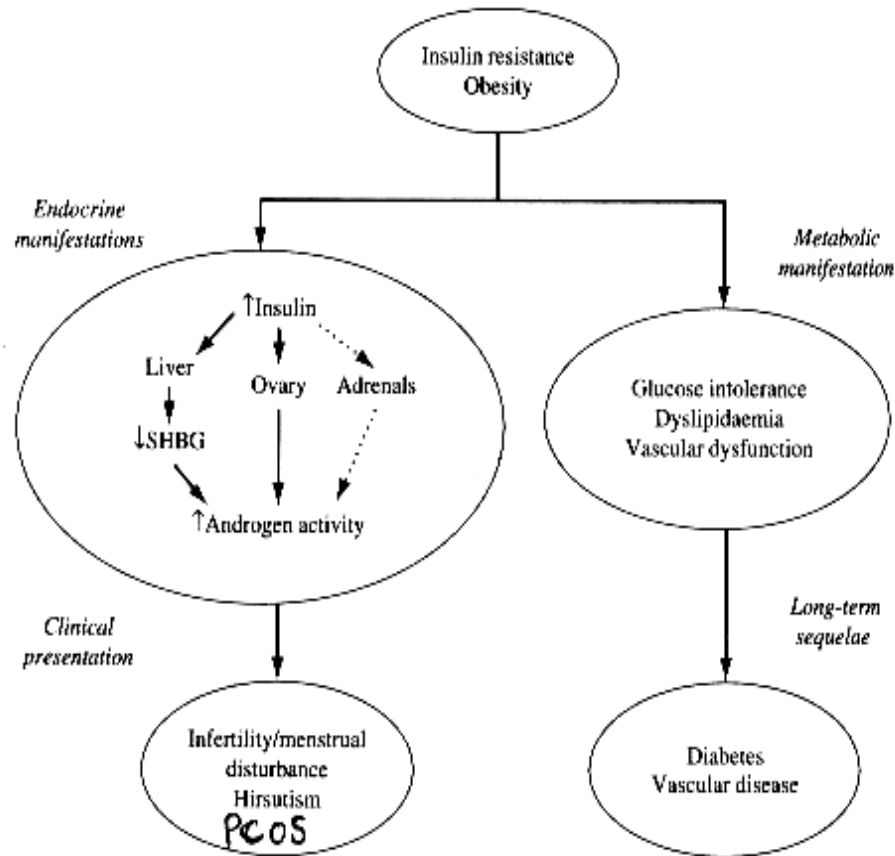 Insulin resistance
Obesity
Endocrine
manifestations
Metabolic
manifestation
↑Insulin
Liver
Ovary
Adrenals
↓SHBG
↑Androgen activity
Glucose intolerance
Dyslipidaemia
Vascular dysfunction
Clinical
presentation
Long-term
sequelae
Infertility/menstrual
disturbance
Hirsutism
PCOS
Diabetes
Vascular disease